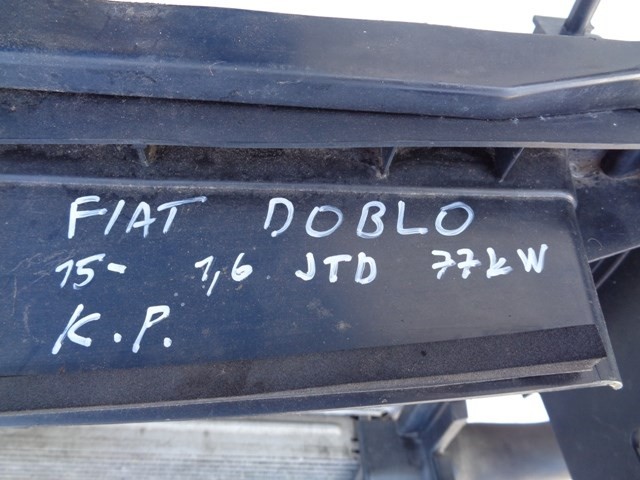 FIAT DOBLO
15- 1,6 JTD 77kW
K.P.